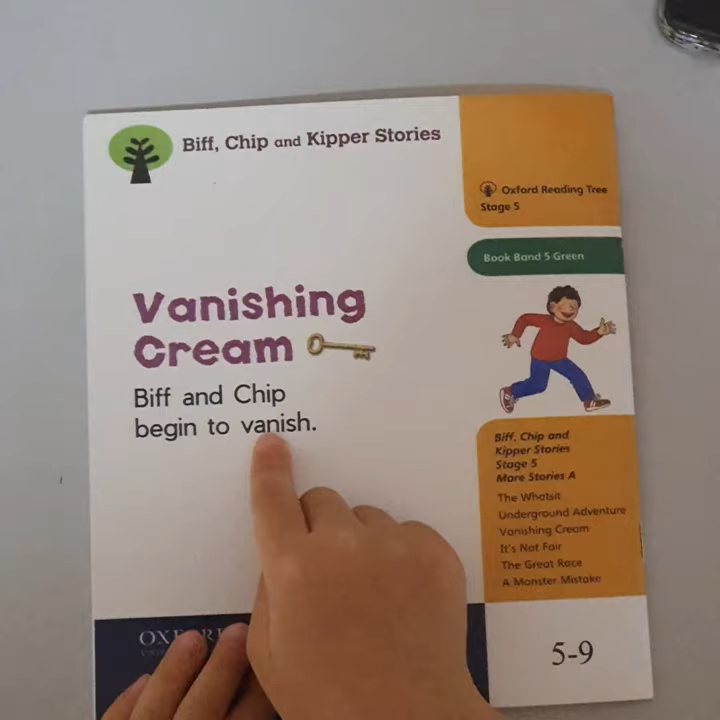 Biff, Chip and Kipper Stories
Oxford Reading Tree
Stage 5
Book Band 5 Green
Vanishing
Cream
Biff and Chip
begin to vanish.
Biff, Chip and
Kipper Stories
Stage 5
More Stories A
The Whatsit
Underground Adventure
Vanishing Cream
It's Not Fair
The Great Race
A Monster Mistake
5-9